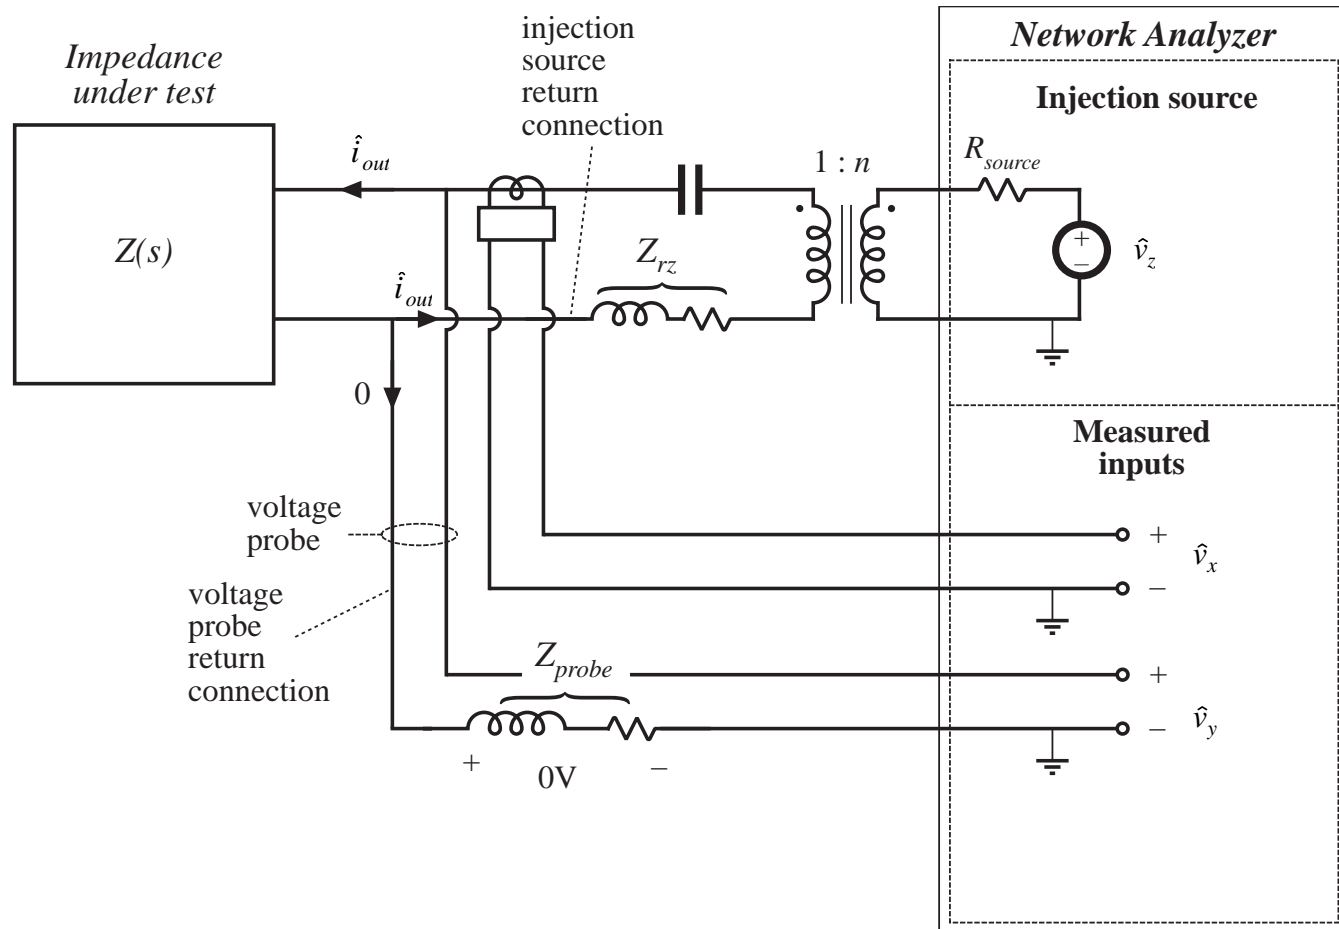 Impedance
under test
injection
source
return
connection
Network Analyzer
Injection source
R_source
1 : n
î_out
Z(s)
Z_rz
+
–
v̂_z
î_out
0
Measured
inputs
voltage
probe
+
v̂_x
–
voltage
probe
return
connection
Z_probe
+
v̂_y
–
+ 0V –